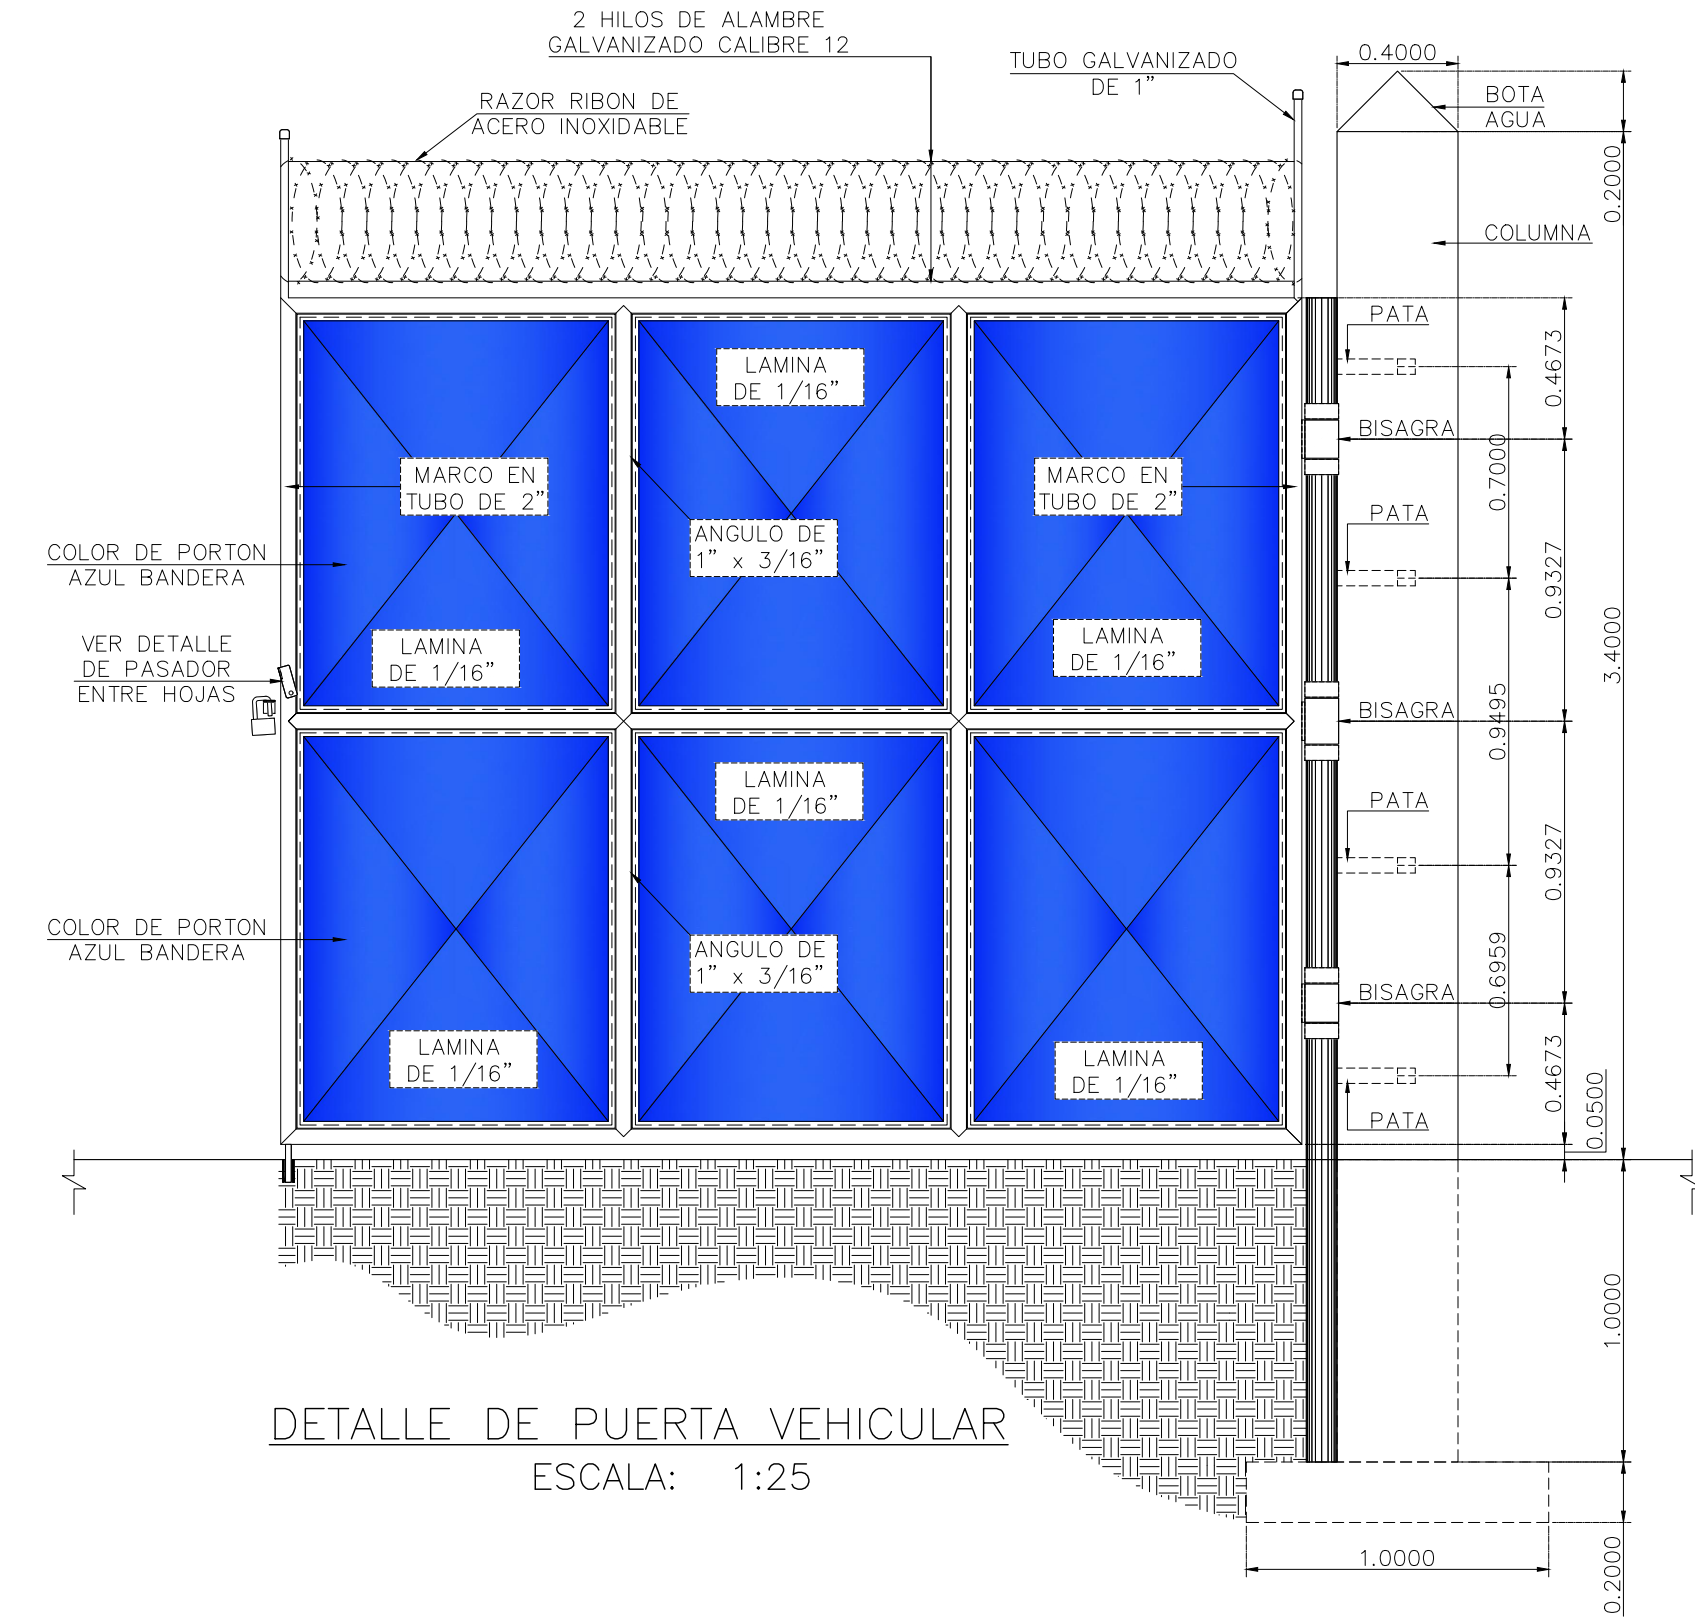 2 HILOS DE ALAMBRE
GALVANIZADO CALIBRE 12
TUBO GALVANIZADO
DE 1”
0.4000
RAZOR RIBON DE
ACERO INOXIDABLE
BOTA
AGUA
0.2000
COLUMNA
PATA
0.4673
LAMINA
DE 1/16”
BISAGRA
0.7000
MARCO EN
TUBO DE 2”
MARCO EN
TUBO DE 2”
PATA
ANGULO DE
1” x 3/16”
COLOR DE PORTON
AZUL BANDERA
0.9327
LAMINA
DE 1/16”
LAMINA
DE 1/16”
3.4000
VER DETALLE
DE PASADOR
ENTRE HOJAS
BISAGRA
0.9495
LAMINA
DE 1/16”
PATA
0.9327
COLOR DE PORTON
AZUL BANDERA
ANGULO DE
1” x 3/16”
0.6959
BISAGRA
LAMINA
DE 1/16”
LAMINA
DE 1/16”
0.4673
0.0500
PATA
1.0000
DETALLE DE PUERTA VEHICULAR
ESCALA: 1:25
1.0000
0.2000